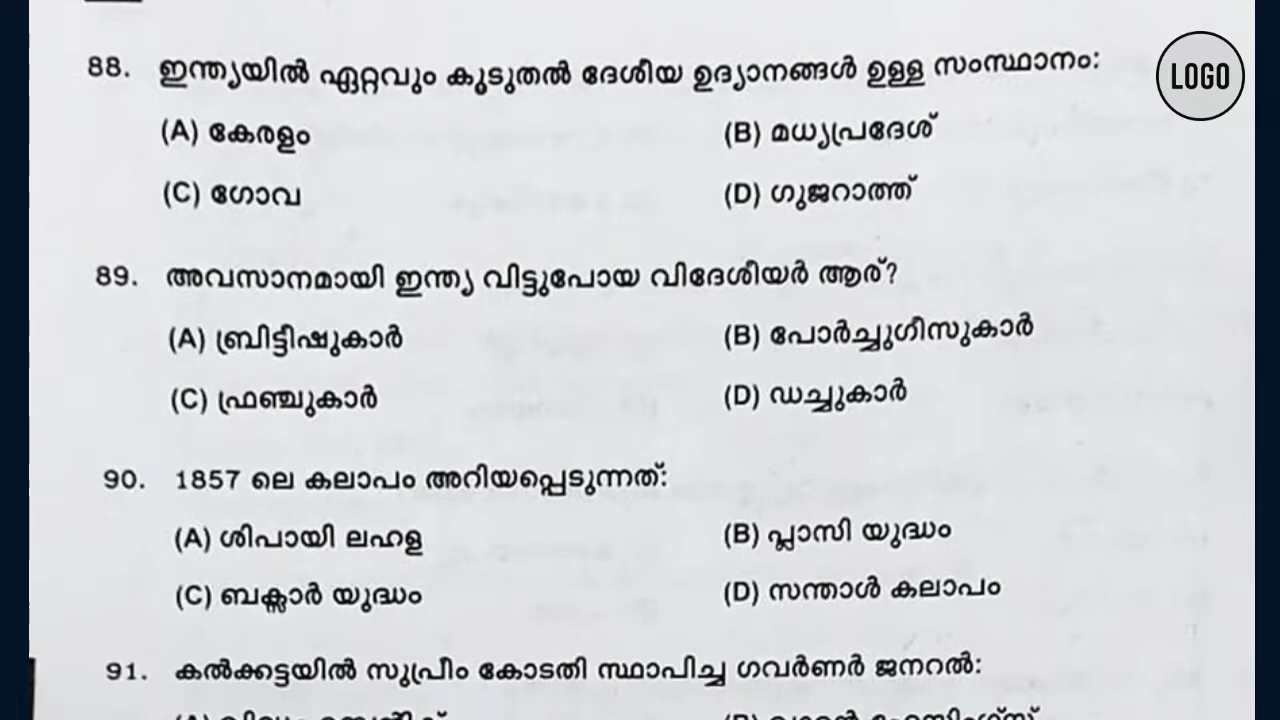 LOGO
88. ഇന്ത്യയിൽ ഏറ്റവും കൂടുതൽ ദേശീയ ഉദ്യാനങ്ങൾ ഉള്ള സംസ്ഥാനം:
(A) കേരളം (B) മധ്യപ്രദേശ്
(C) ഗോവ (D) ഗുജറാത്ത്
89. അവസാനമായി ഇന്ത്യ വിട്ടുപോയ വിദേശീയർ ആര്?
(A) ബ്രിട്ടീഷുകാർ (B) പോർച്ചുഗീസുകാർ
(C) ഫ്രഞ്ചുകാർ (D) ഡച്ചുകാർ
90. 1857 ലെ കലാപം അറിയപ്പെടുന്നത്:
(A) ശിപായി ലഹള (B) പ്ലാസി യുദ്ധം
(C) ബക്സാർ യുദ്ധം (D) സന്താൾ കലാപം
91. കൽക്കട്ടയിൽ സുപ്രീം കോടതി സ്ഥാപിച്ച ഗവർണർ ജനറൽ: